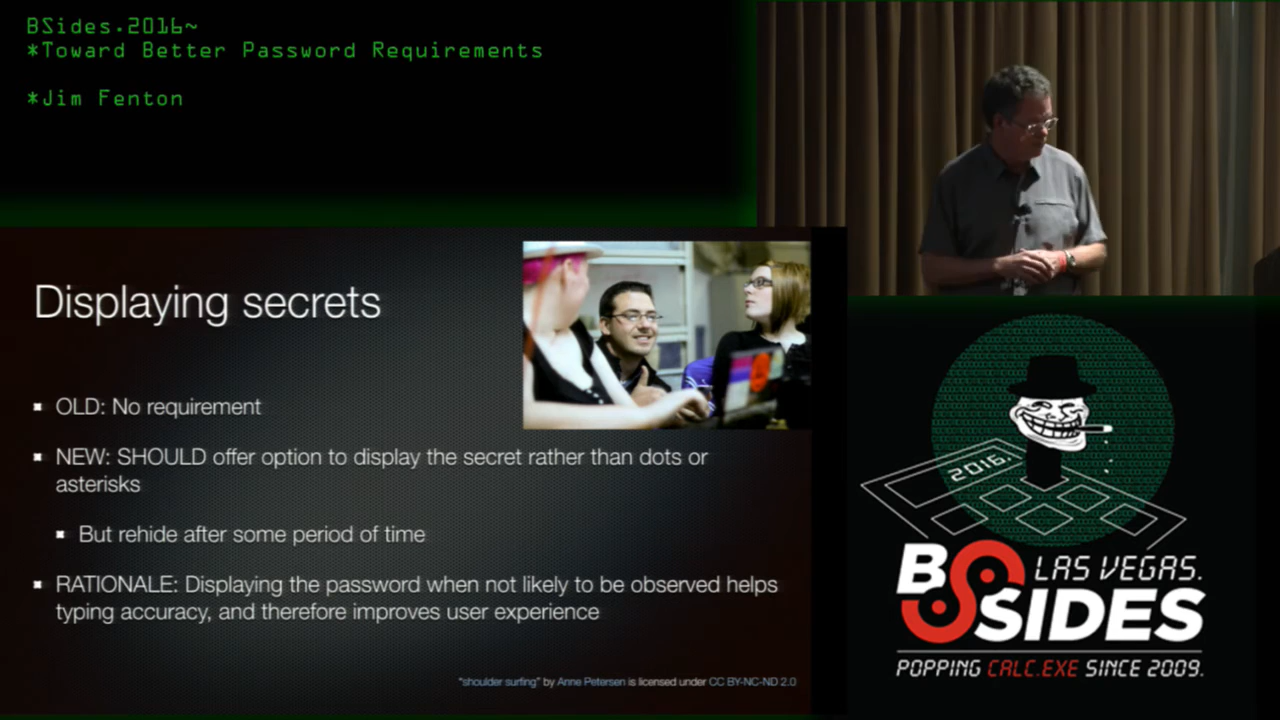 BSides.2016~
*Toward Better Password Requirements
*Jim Fenton
Displaying secrets
OLD: No requirement
NEW: SHOULD offer option to display the secret rather than dots or
asterisks
But rehide after some period of time
RATIONALE: Displaying the password when not likely to be observed helps
typing accuracy, and therefore improves user experience
"shoulder surfing" by Anne Petersen is licensed under CC BY-NC-ND 2.0
2016.
BSIDES
LAS VEGAS.
POPPING CALC.EXE SINCE 2009.